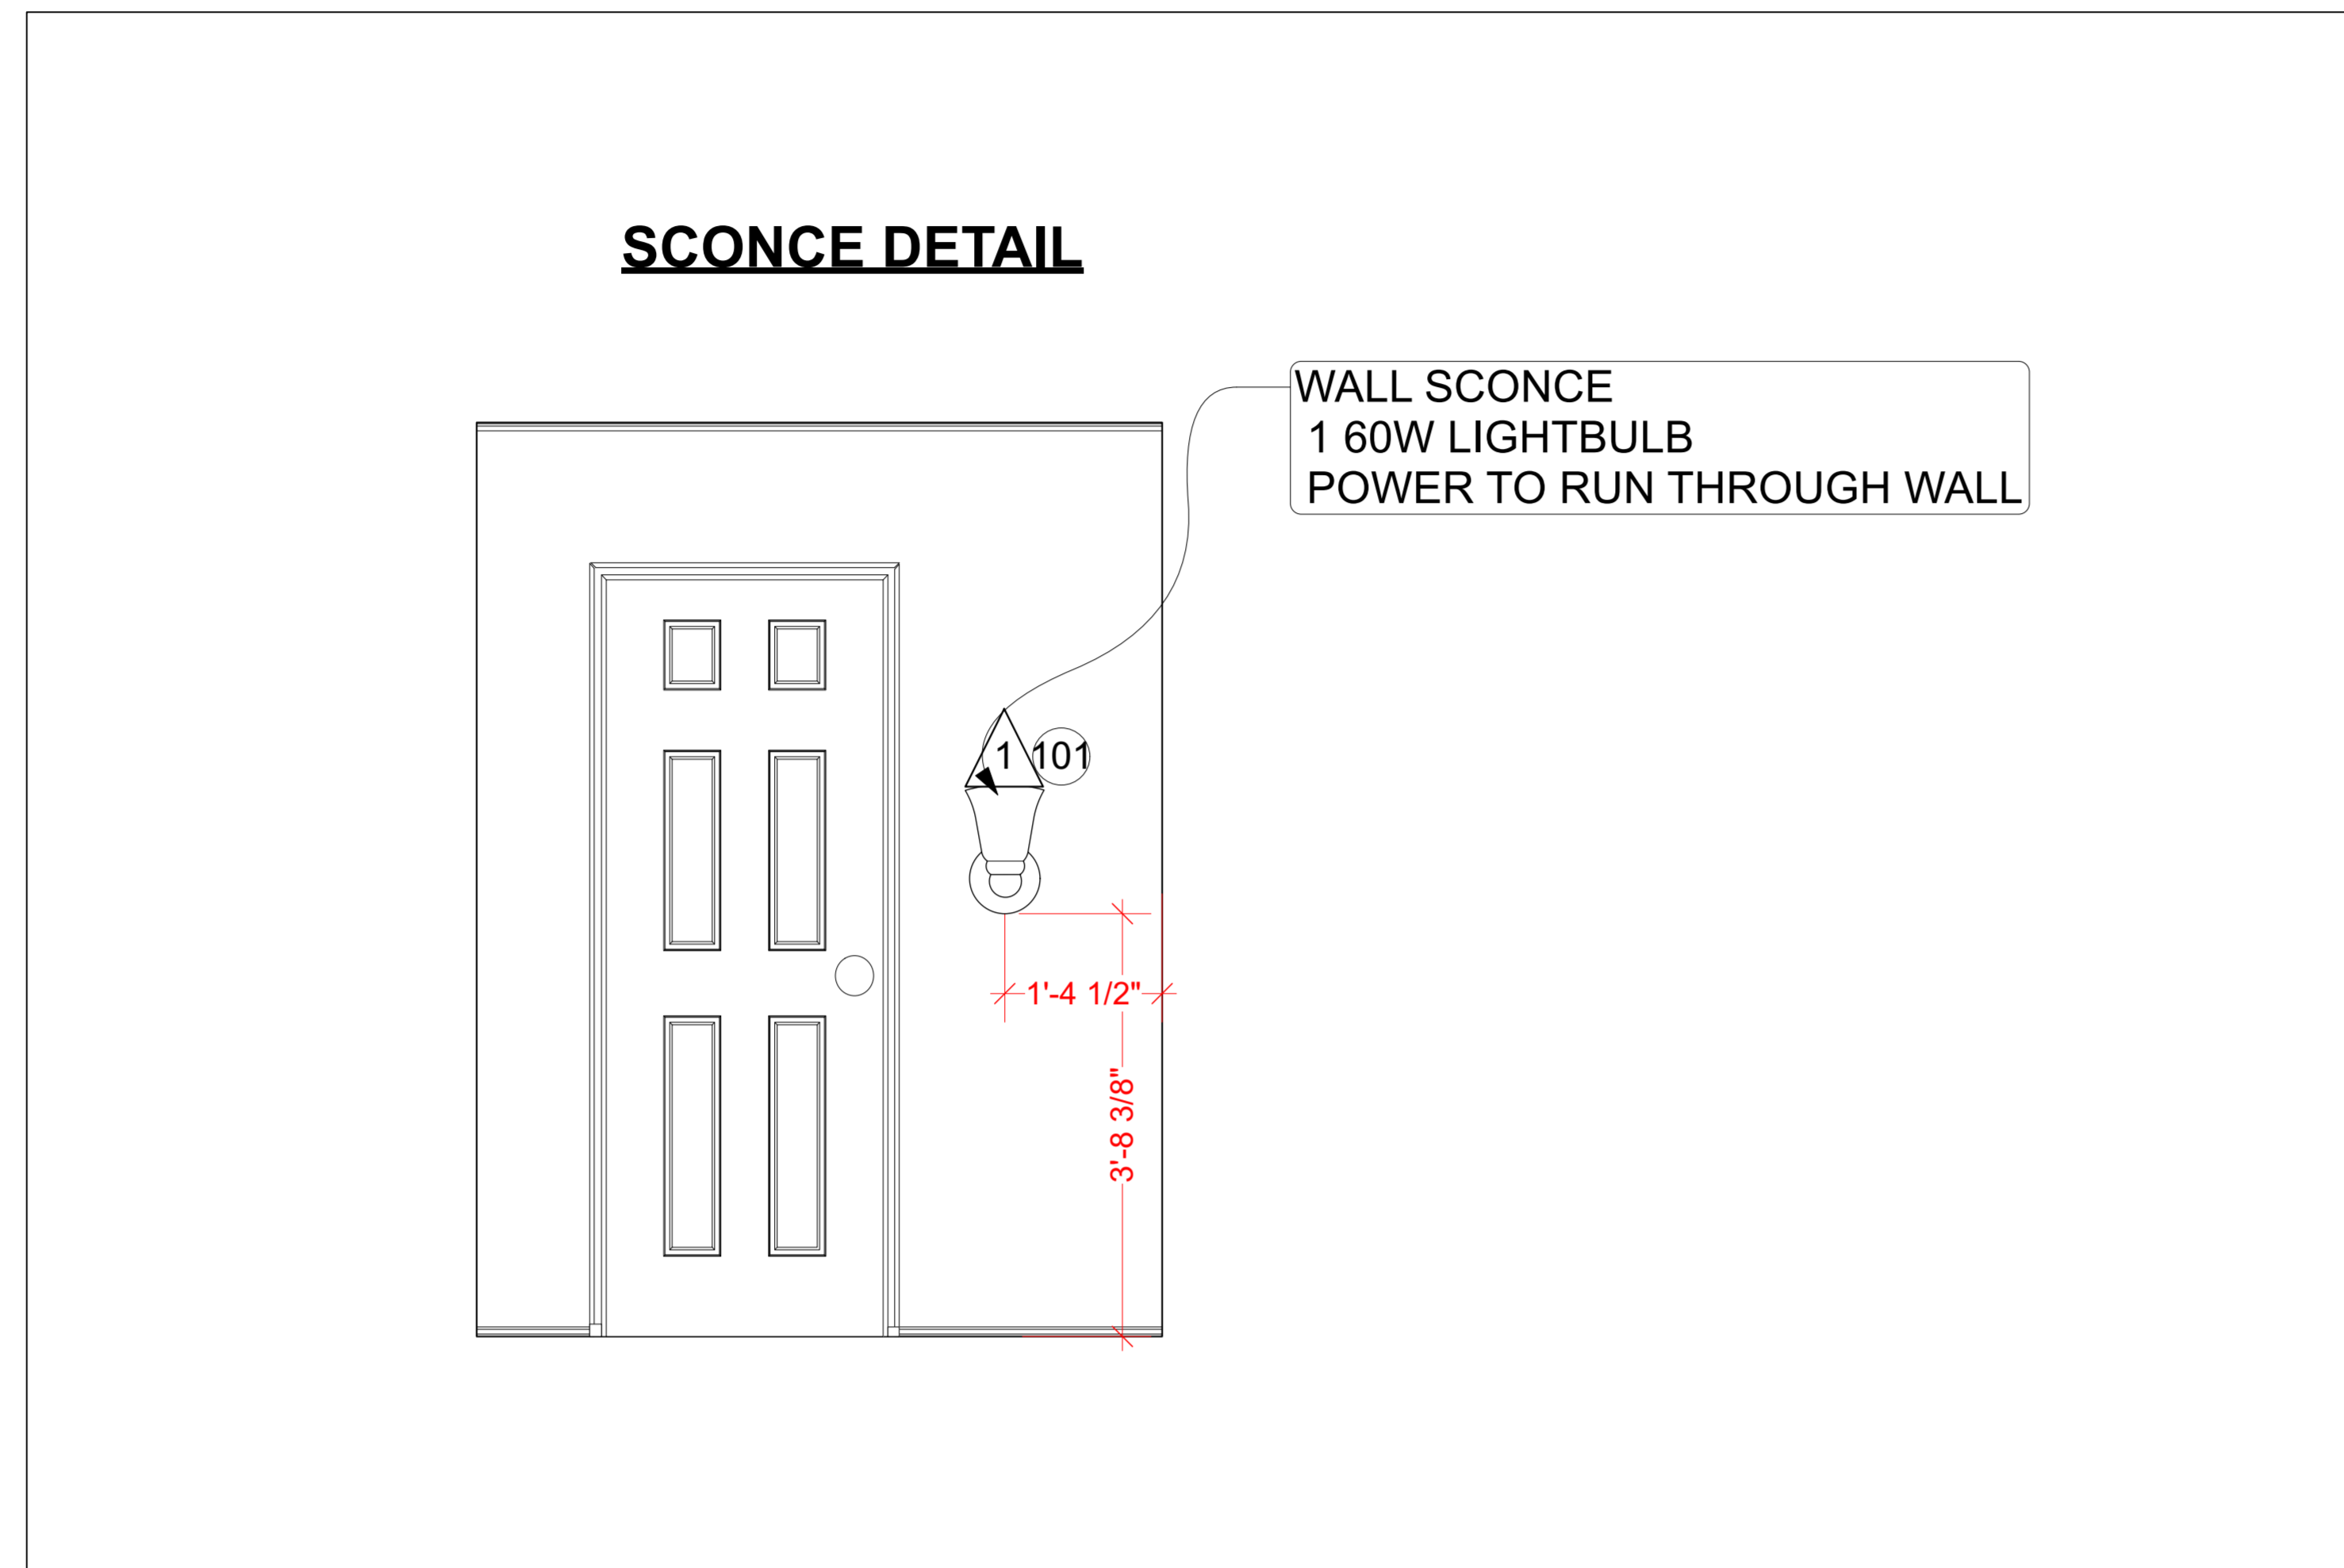 SCONCE DETAIL
WALL SCONCE
1 60W LIGHTBULB
POWER TO RUN THROUGH WALL
1 101
1'-4 1/2"
3'-8 3/8"